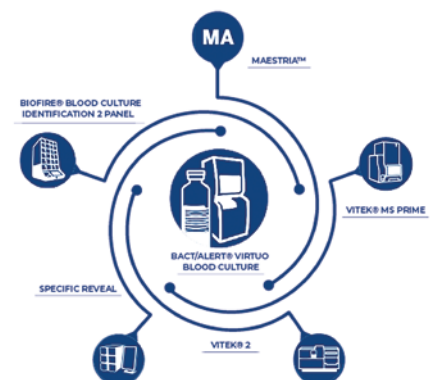 MA
MAESTRIA™
BIOFIRE® BLOOD CULTURE
IDENTIFICATION 2 PANEL
VITEK® MS PRIME
BACT/ALERT® VIRTUO
BLOOD CULTURE
SPECIFIC REVEAL
VITEK® 2